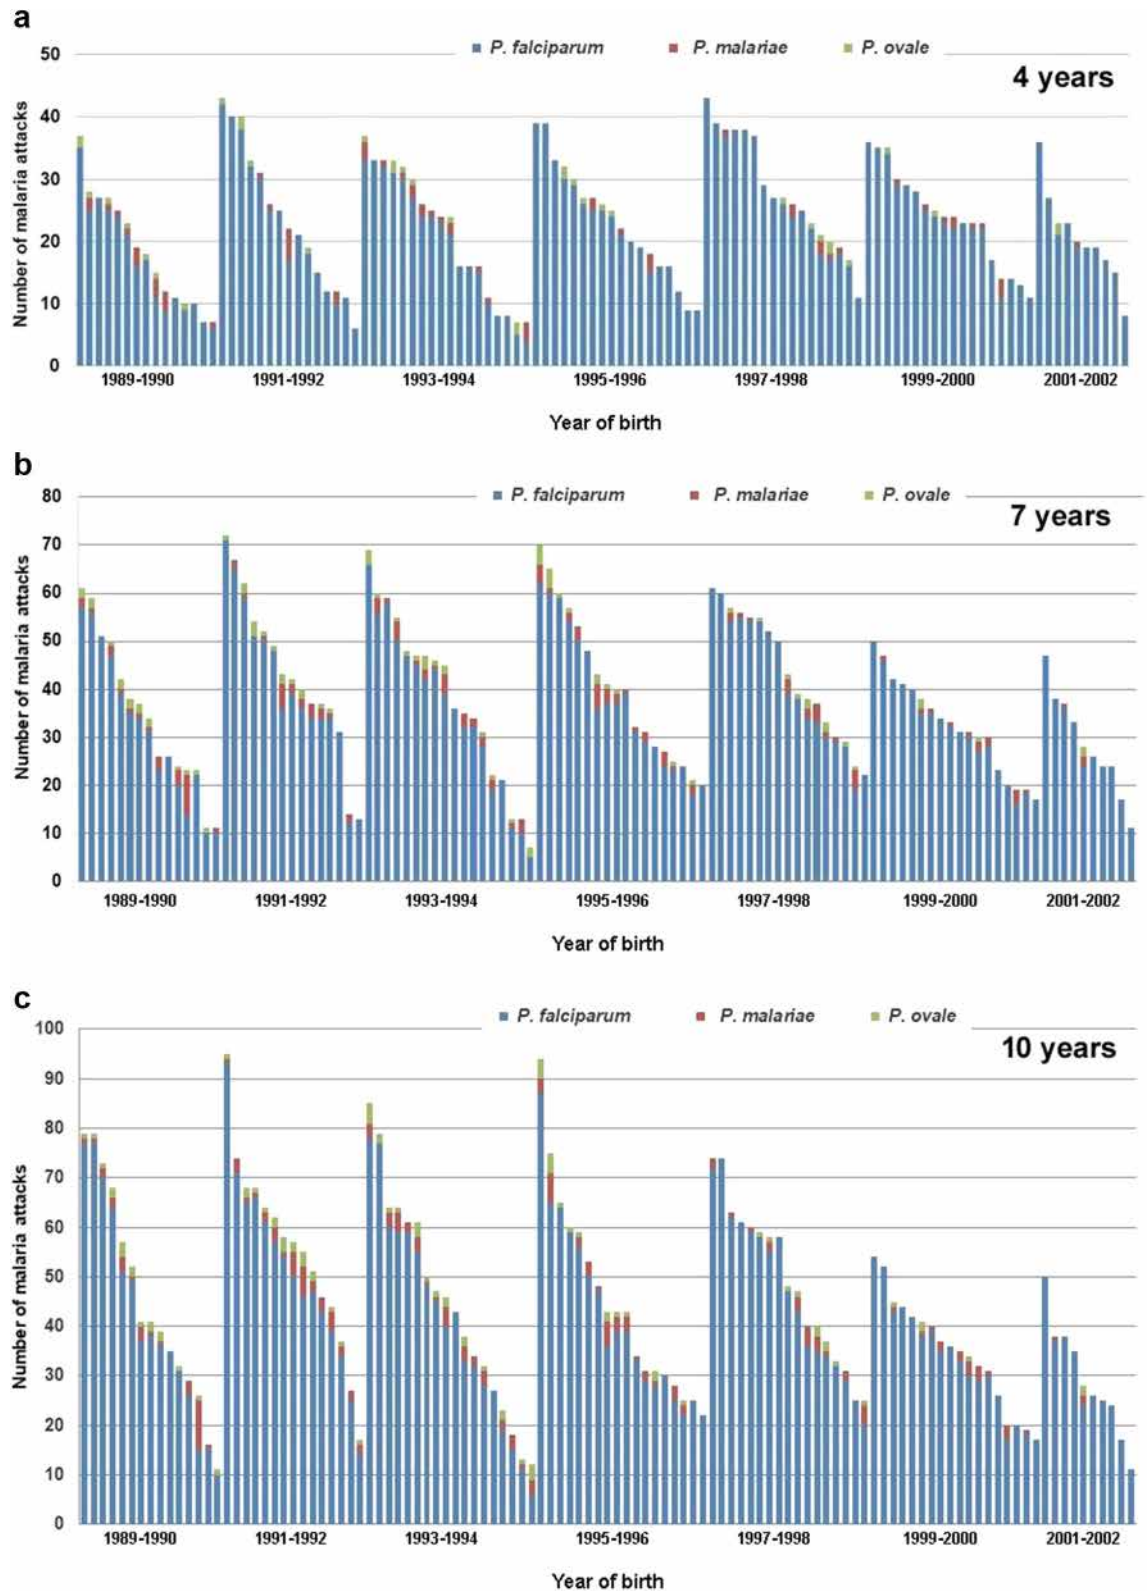 a
P. falciparum P. malariae P. ovale
4 years
Number of malaria attacks
50
40
30
20
10
0
1989-1990 1991-1992 1993-1994 1995-1996 1997-1998 1999-2000 2001-2002
Year of birth
b
P. falciparum P. malariae P. ovale
7 years
Number of malaria attacks
80
70
60
50
40
30
20
10
0
1989-1990 1991-1992 1993-1994 1995-1996 1997-1998 1999-2000 2001-2002
Year of birth
c
P. falciparum P. malariae P. ovale
10 years
Number of malaria attacks
100
90
80
70
60
50
40
30
20
10
0
1989-1990 1991-1992 1993-1994 1995-1996 1997-1998 1999-2000 2001-2002
Year of birth